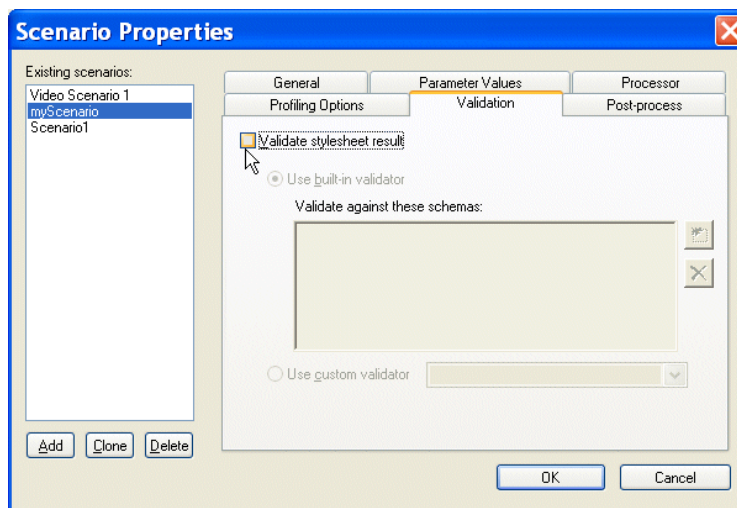 Scenario Properties
Existing scenarios:
Video Scenario 1
myScenario
Scenario1
Add Clone Delete
General Parameter Values Processor
Profiling Options Validation Post-process
Validate stylesheet result
Use built-in validator
Validate against these schemas:
Use custom validator
OK Cancel